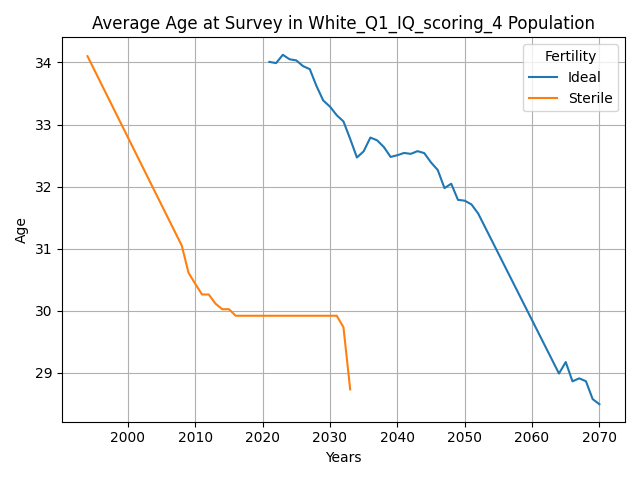 Average Age at Survey in White_Q1_IQ_scoring_4 Population
Fertility
Ideal
Sterile
Age
34
33
32
31
30
29
2000 2010 2020 2030 2040 2050 2060 2070
Years